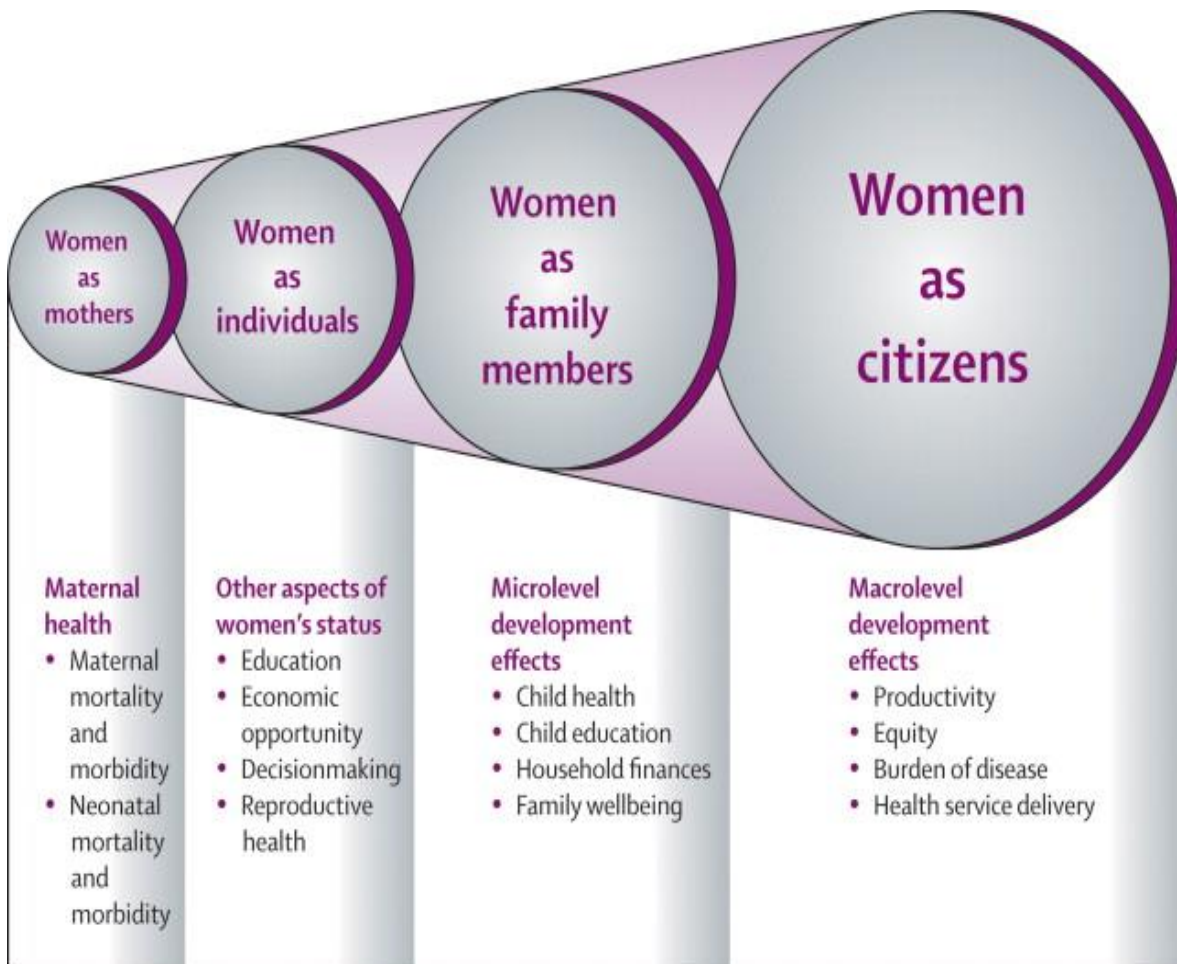 Women
as
mothers
Women
as
individuals
Women
as
family
members
Women
as
citizens
Maternal
health
• Maternal
mortality
and
morbidity
• Neonatal
mortality
and
morbidity
Other aspects of
women's status
• Education
• Economic
opportunity
• Decisionmaking
• Reproductive
health
Microlevel
development
effects
• Child health
• Child education
• Household finances
• Family wellbeing
Macrolevel
development
effects
• Productivity
• Equity
• Burden of disease
• Health service delivery